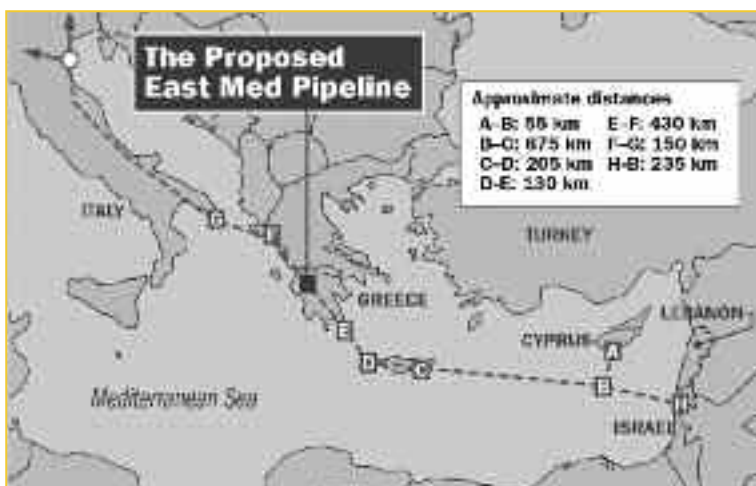 The Proposed
East Med Pipeline
Approximate distances
A-B: 55 km E-F: 430 km
B-C: 675 km F-G: 150 km
C-D: 205 km H-B: 235 km
D-E: 130 km
ITALY
TURKEY
G
F
GREECE
LEBANON
E
CYPRUS
A
D
C
B
H
Mediterranean Sea
ISRAEL